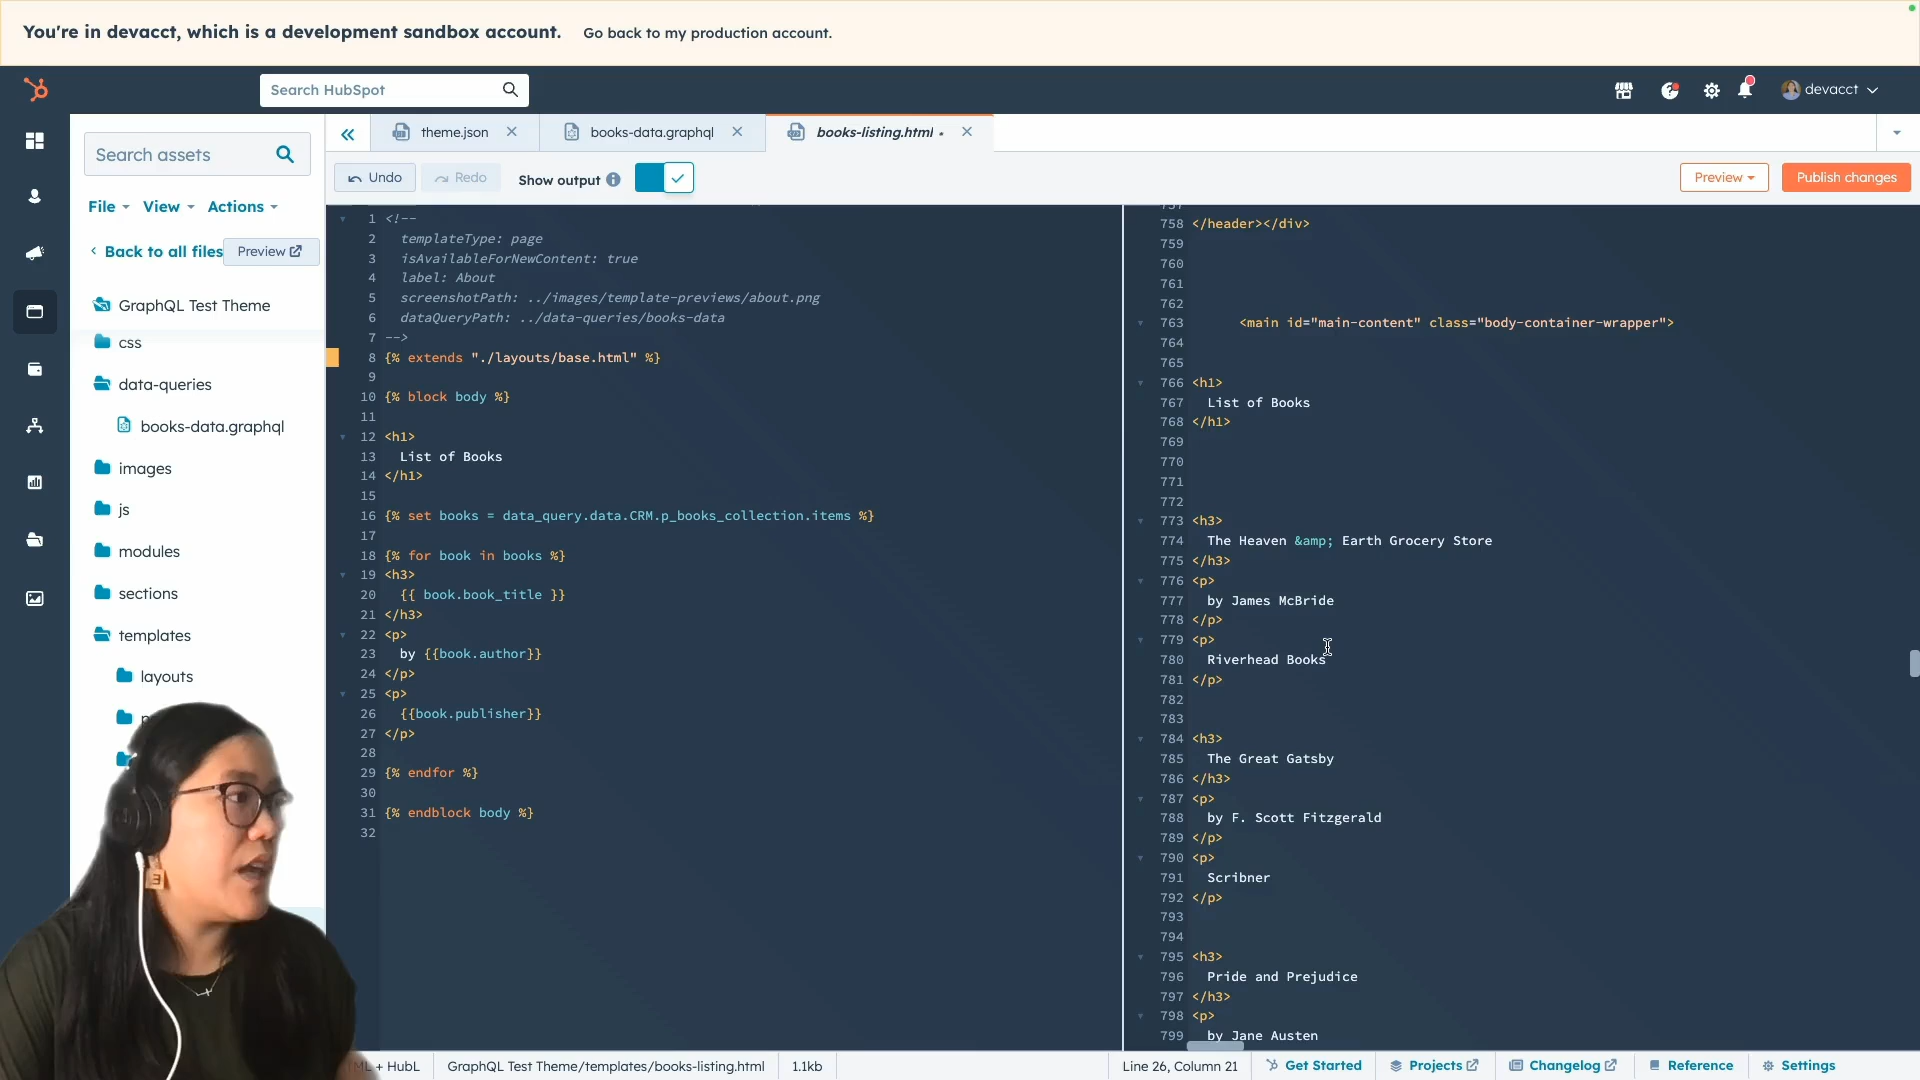 You're in devacct, which is a development sandbox account. Go back to my production account.
Search HubSpot
devacct
Search assets
File View Actions
Back to all files
Preview
GraphQL Test Theme
css
data-queries
books-data.graphql
images
js
modules
sections
templates
layouts
theme.json
books-data.graphql
books-listing.html
Undo
Redo
Show output
Preview
Publish changes
1 <!--
2 templateType: page
3 isAvailableForNewContent: true
4 label: About
5 screenshotPath: ../images/template-previews/about.png
6 dataQueryPath: ../data-queries/books-data
7 -->
8 {% extends "./layouts/base.html" %}
9
10 {% block body %}
11
12 <h1>
13 List of Books
14 </h1>
15
16 {% set books = data_query.data.CRM.p_books_collection.items %}
17
18 {% for book in books %}
19 <h3>
20 {{ book.book_title }}
21 </h3>
22 <p>
23 by {{book.author}}
24 </p>
25 <p>
26 {{book.publisher}}
27 </p>
28
29 {% endfor %}
30
31 {% endblock body %}
32
758 </header></div>
759
760
761
762
763 <main id="main-content" class="body-container-wrapper">
764
765
766 <h1>
767 List of Books
768 </h1>
769
770
771
772
773 <h3>
774 The Heaven &amp; Earth Grocery Store
775 </h3>
776 <p>
777 by James McBride
778 </p>
779 <p>
780 Riverhead Books
781 </p>
782
783
784 <h3>
785 The Great Gatsby
786 </h3>
787 <p>
788 by F. Scott Fitzgerald
789 </p>
790 <p>
791 Scribner
792 </p>
793
794
795 <h3>
796 Pride and Prejudice
797 </h3>
798 <p>
799 by Jane Austen
+ HubL
GraphQL Test Theme/templates/books-listing.html
1.1kb
Line 26, Column 21
Get Started
Projects
Changelog
Reference
Settings